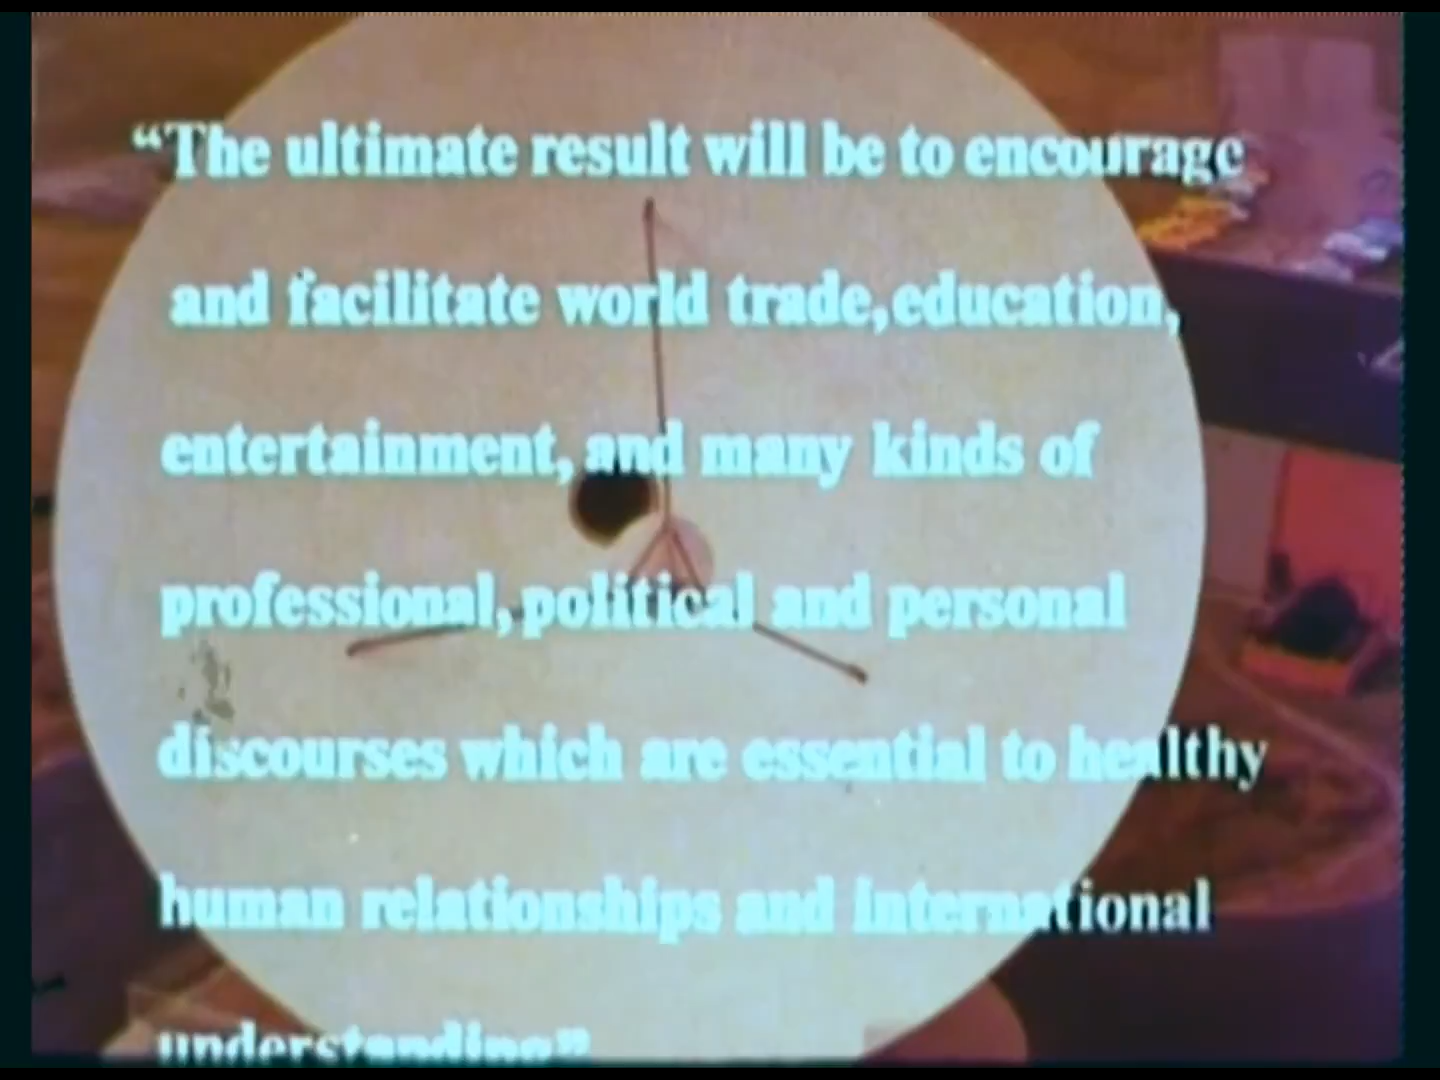 “The ultimate result will be to encourage
and facilitate world trade, education,
entertainment, and many kinds of
professional, political and personal
discourses which are essential to healthy
human relationships and international
understanding”